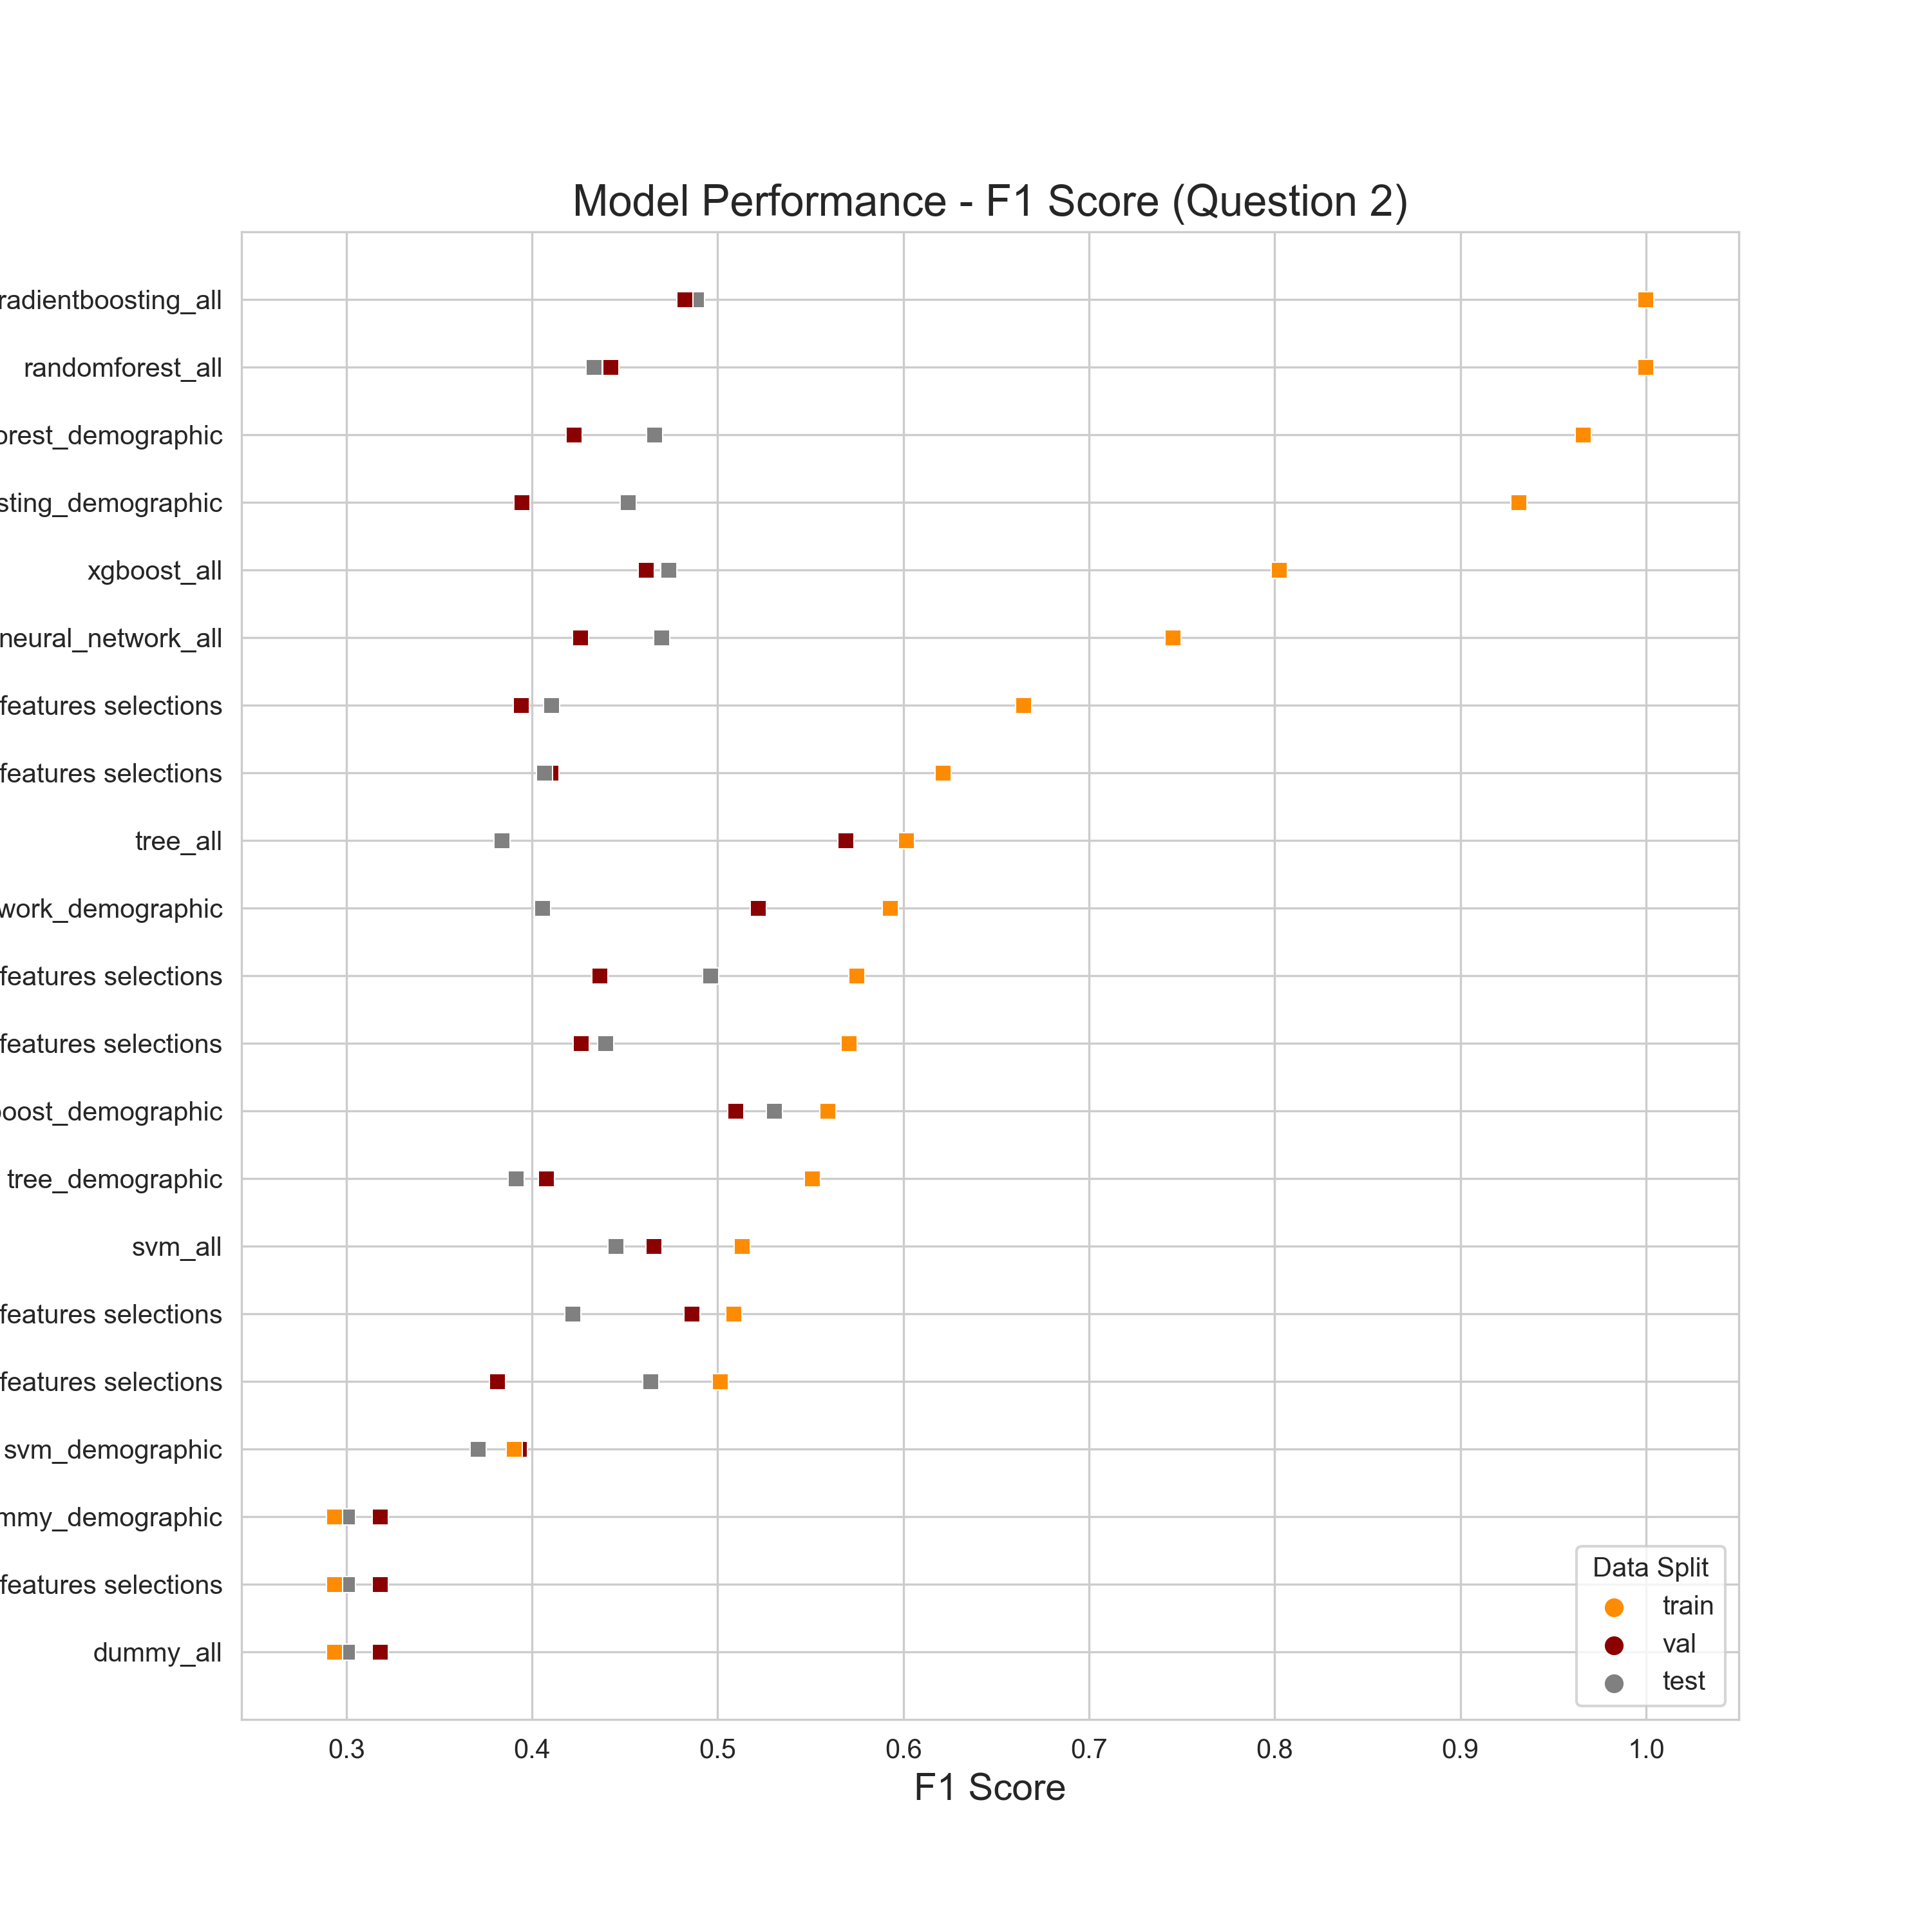 Model Performance - F1 Score (Question 2)
radientboosting_all
randomforest_all
orest_demographic
sting_demographic
xgboost_all
neural_network_all
features selections
features selections
tree_all
work_demographic
features selections
features selections
oost_demographic
tree_demographic
svm_all
features selections
features selections
svm_demographic
mmy_demographic
features selections
dummy_all
Data Split
train
val
test
0.3 0.4 0.5 0.6 0.7 0.8 0.9 1.0
F1 Score